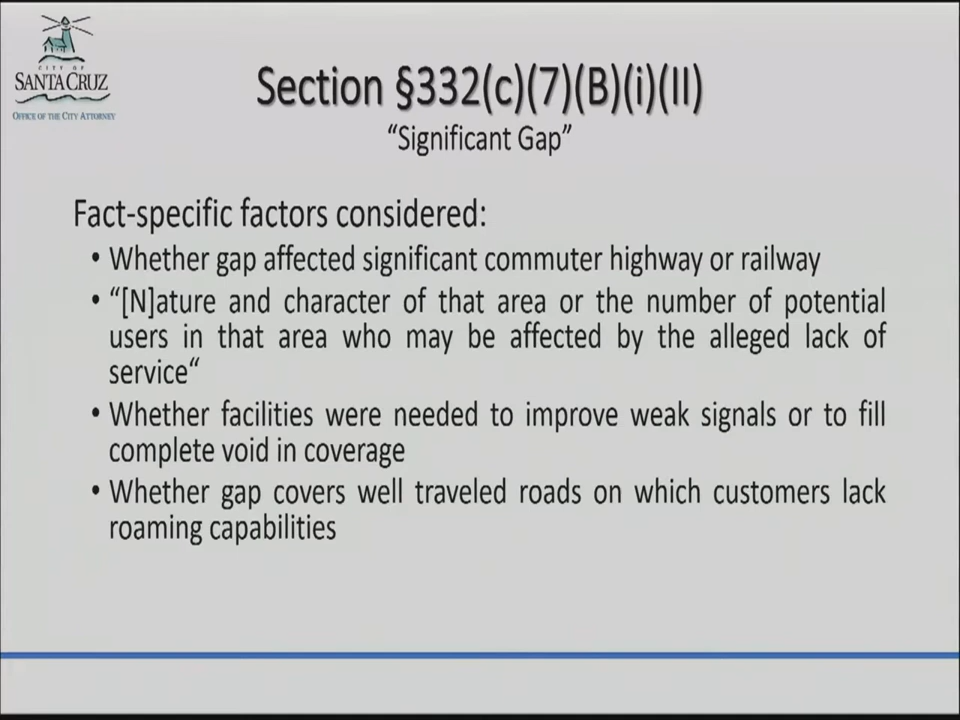 CITY OF
SANTA CRUZ
OFFICE OF THE CITY ATTORNEY
Section §332(c)(7)(B)(i)(II)
“Significant Gap”
Fact-specific factors considered:
• Whether gap affected significant commuter highway or railway
• “[N]ature and character of that area or the number of potential
users in that area who may be affected by the alleged lack of
service“
• Whether facilities were needed to improve weak signals or to fill
complete void in coverage
• Whether gap covers well traveled roads on which customers lack
roaming capabilities